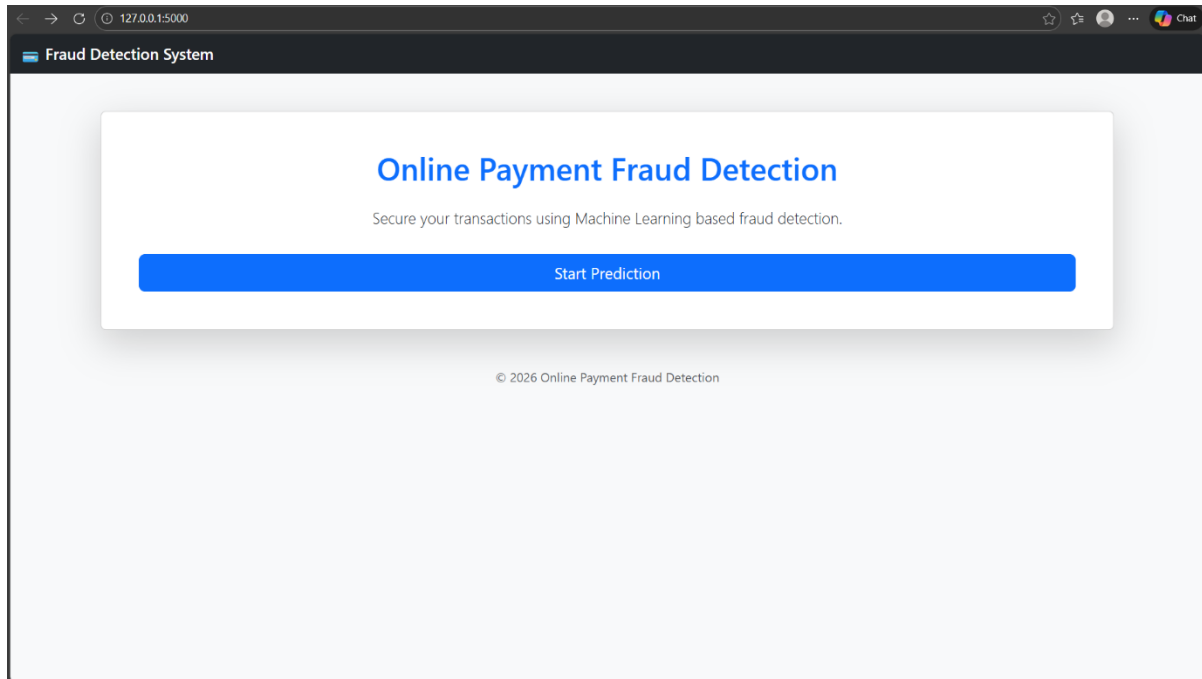 127.0.0.1:5000
Chat
Fraud Detection System
Online Payment Fraud Detection
Secure your transactions using Machine Learning based fraud detection.
Start Prediction
© 2026 Online Payment Fraud Detection